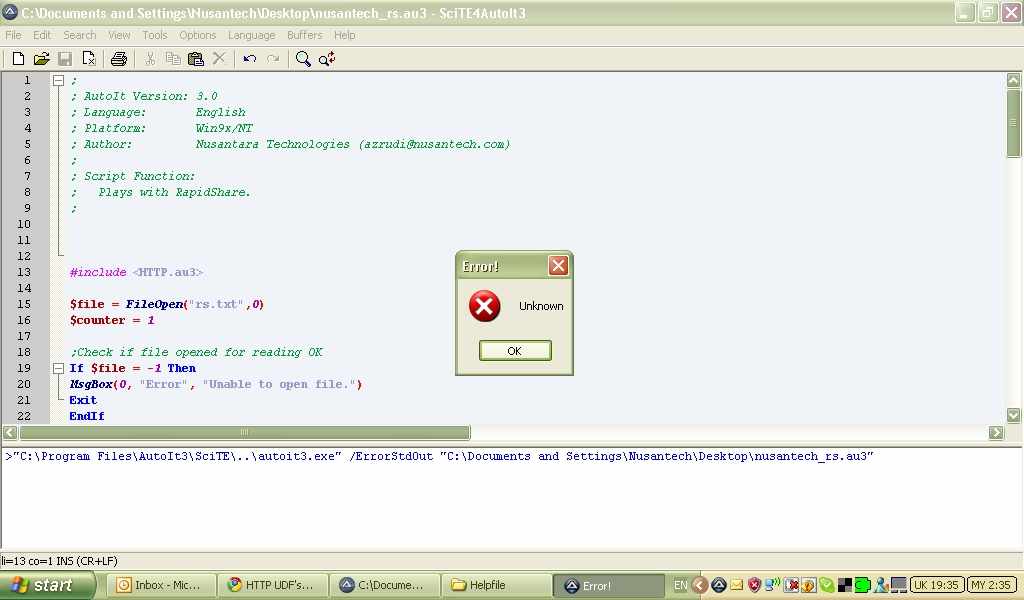 C:\Documents and Settings\Nusantech\Desktop\nusantech_rs.au3 - SciTE4AutoIt3
File Edit Search View Tools Options Language Buffers Help
1 ;
2 ; AutoIt Version: 3.0
3 ; Language: English
4 ; Platform: Win9x/NT
5 ; Author: Nusantara Technologies (azrudi@nusantech.com)
6 ;
7 ; Script Function:
8 ; Plays with RapidShare.
9 ;
10
11
12
13 #include <HTTP.au3>
14
15 $file = FileOpen("rs.txt",0)
16 $counter = 1
17
18 ;Check if file opened for reading OK
19 If $file = -1 Then
20 MsgBox(0, "Error", "Unable to open file.")
21 Exit
22 EndIf
Error!
Unknown
OK
>"C:\Program Files\AutoIt3\SciTE\..\autoit3.exe" /ErrorStdOut "C:\Documents and Settings\Nusantech\Desktop\nusantech_rs.au3"
li=13 co=1 INS (CR+LF)
start Inbox - Mic... HTTP UDF's... C:\Docume... Helpfile Error! EN UK 19:35 MY 2:35